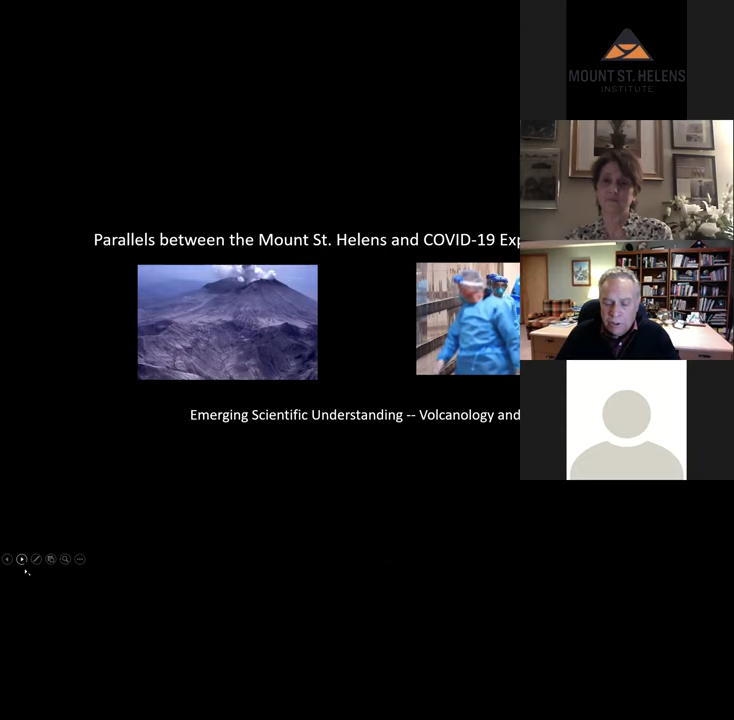 MOUNT ST. HELENS
INSTITUTE
Parallels between the Mount St. Helens and COVID-19 Exp
Emerging Scientific Understanding -- Volcanology and